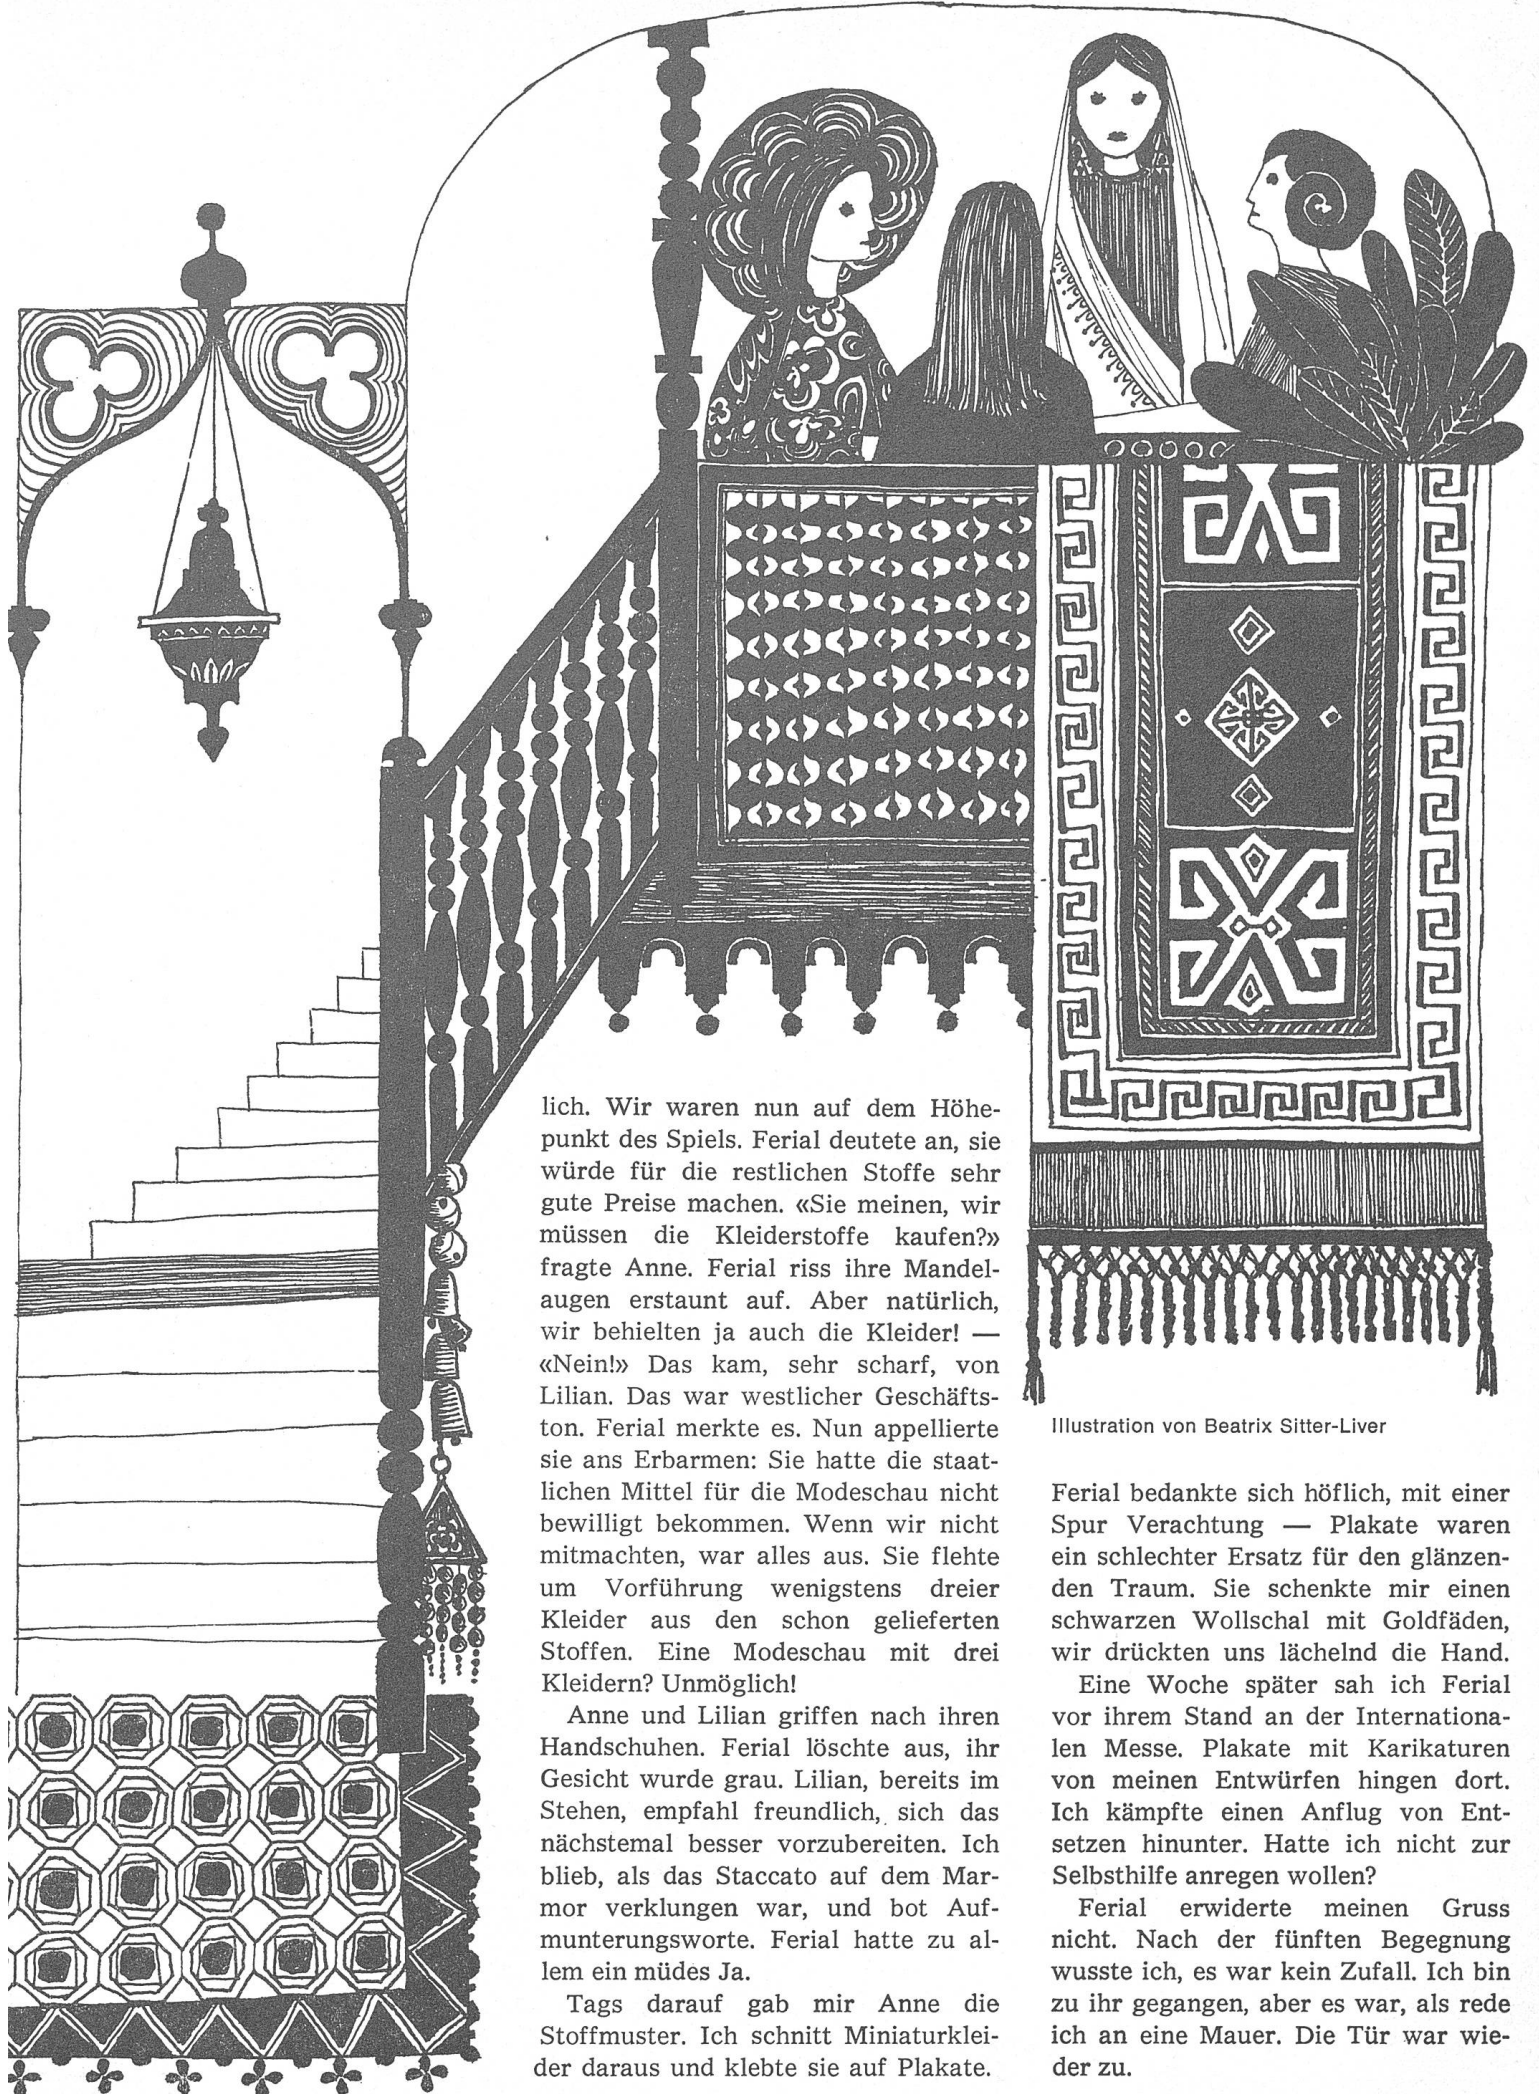 lich. Wir waren nun auf dem Höhe-
punkt des Spiels. Ferial deutete an, sie
würde für die restlichen Stoffe sehr
gute Preise machen. «Sie meinen, wir
müssen die Kleiderstoffe kaufen?»
fragte Anne. Ferial riss ihre Mandel-
augen erstaunt auf. Aber natürlich,
wir behielten ja auch die Kleider! —
«Nein!» Das kam, sehr scharf, von
Lilian. Das war westlicher Geschäfts-
ton. Ferial merkte es. Nun appellierte
sie ans Erbarmen: Sie hatte die staat-
lichen Mittel für die Modeschau nicht
bewilligt bekommen. Wenn wir nicht
mitmachten, war alles aus. Sie flehte
um Vorführung wenigstens dreier
Kleider aus den schon gelieferten
Stoffen. Eine Modeschau mit drei
Kleidern? Unmöglich!
Anne und Lilian griffen nach ihren
Handschuhen. Ferial löschte aus, ihr
Gesicht wurde grau. Lilian, bereits im
Stehen, empfahl freundlich, sich das
nächstemal besser vorzubereiten. Ich
blieb, als das Staccato auf dem Mar-
mor verklungen war, und bot Auf-
munterungsworte. Ferial hatte zu al-
lem ein müdes Ja.
Tags darauf gab mir Anne die
Stoffmuster. Ich schnitt Miniaturklei-
der daraus und klebte sie auf Plakate.
Illustration von Beatrix Sitter-Liver
Ferial bedankte sich höflich, mit einer
Spur Verachtung — Plakate waren
ein schlechter Ersatz für den glänzen-
den Traum. Sie schenkte mir einen
schwarzen Wollschal mit Goldfäden,
wir drückten uns lächelnd die Hand.
Eine Woche später sah ich Ferial
vor ihrem Stand an der Internationa-
len Messe. Plakate mit Karikaturen
von meinen Entwürfen hingen dort.
Ich kämpfte einen Anflug von Ent-
setzen hinunter. Hatte ich nicht zur
Selbsthilfe anregen wollen?
Ferial erwiderte meinen Gruss
nicht. Nach der fünften Begegnung
wusste ich, es war kein Zufall. Ich bin
zu ihr gegangen, aber es war, als rede
ich an eine Mauer. Die Tür war wie-
der zu.